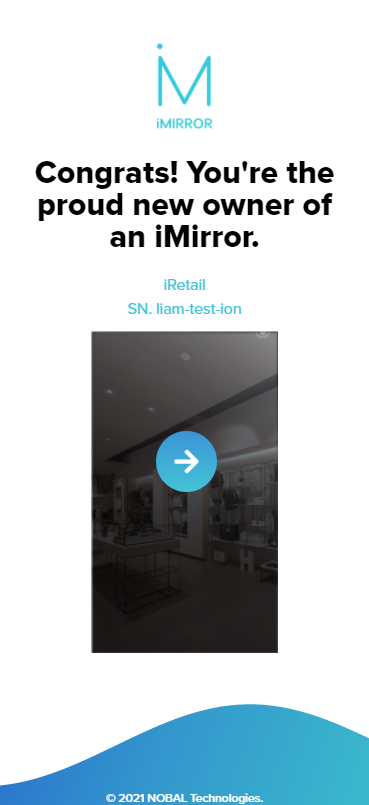 iM
iMIRROR
Congrats! You're the
proud new owner of
an iMirror.
iRetail
SN. liam-test-ion
© 2021 NOBAL Technologies.